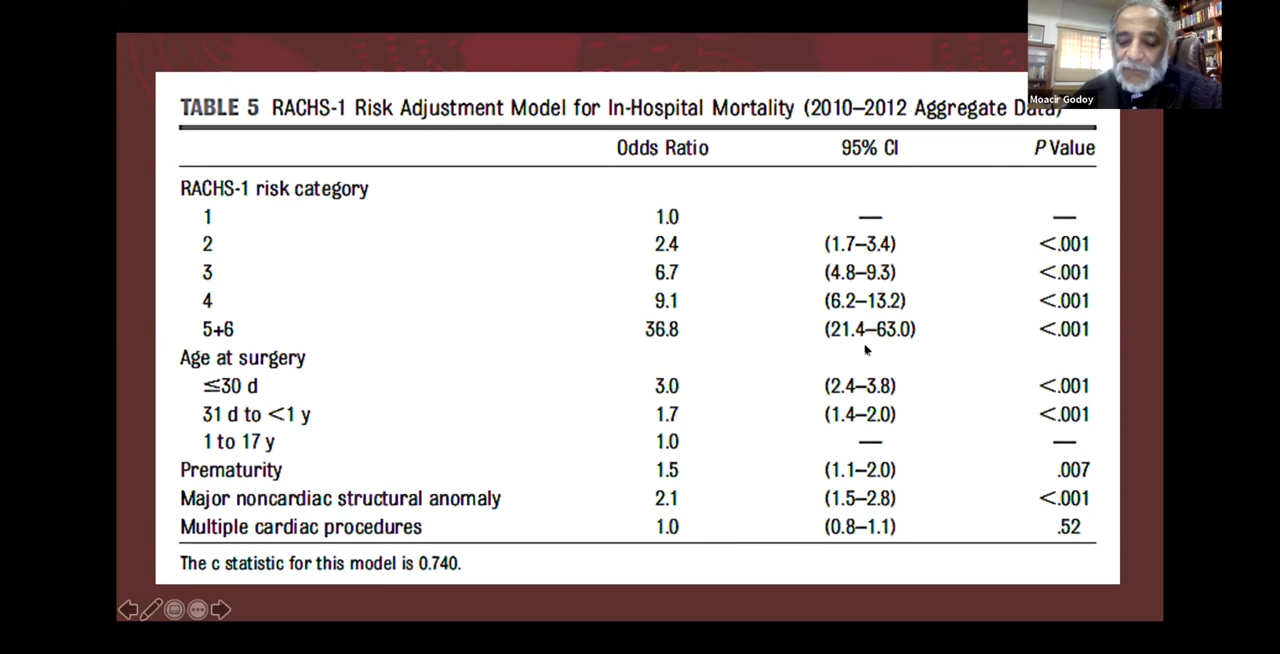 Moacir Godoy
TABLE 5 RACHS-1 Risk Adjustment Model for In-Hospital Mortality (2010–2012 Aggregate Data)
Odds Ratio 95% CI P Value
RACHS-1 risk category
1 1.0 — —
2 2.4 (1.7–3.4) <.001
3 6.7 (4.8–9.3) <.001
4 9.1 (6.2–13.2) <.001
5+6 36.8 (21.4–63.0) <.001
Age at surgery
≤30 d 3.0 (2.4–3.8) <.001
31 d to <1 y 1.7 (1.4–2.0) <.001
1 to 17 y 1.0 — —
Prematurity 1.5 (1.1–2.0) .007
Major noncardiac structural anomaly 2.1 (1.5–2.8) <.001
Multiple cardiac procedures 1.0 (0.8–1.1) .52
The c statistic for this model is 0.740.